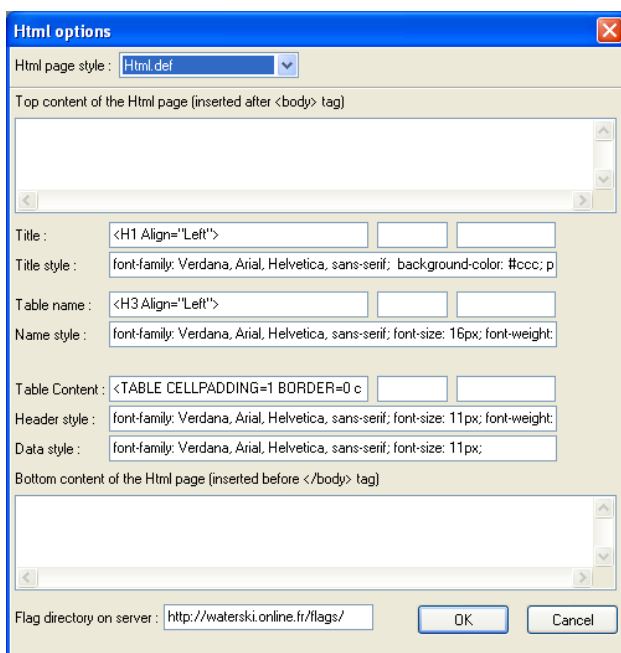 Html options
Html page style : Html.def
Top content of the Html page (inserted after <body> tag)
Title : <H1 Align="Left">
Title style : font-family: Verdana, Arial, Helvetica, sans-serif;  background-color: #ccc; p
Table name : <H3 Align="Left">
Name style : font-family: Verdana, Arial, Helvetica, sans-serif; font-size: 16px; font-weight:
Table Content : <TABLE CELLPADDING=1 BORDER=0 c
Header style : font-family: Verdana, Arial, Helvetica, sans-serif; font-size: 11px; font-weight:
Data style : font-family: Verdana, Arial, Helvetica, sans-serif; font-size: 11px;
Bottom content of the Html page (inserted before </body> tag)
Flag directory on server : http://waterski.online.fr/flags/ OK Cancel